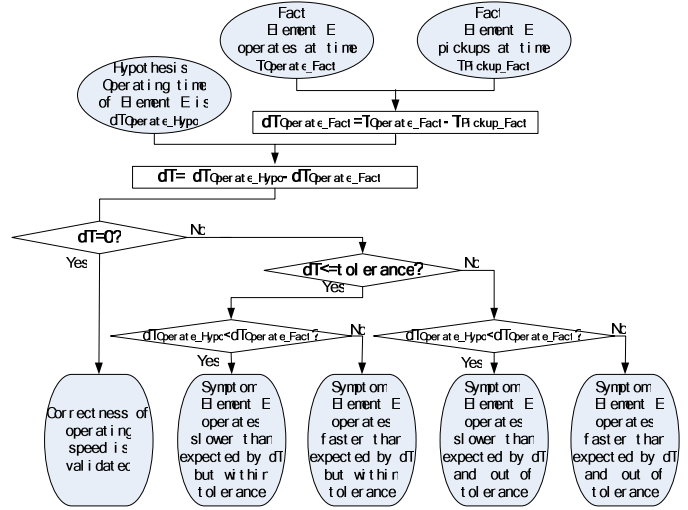 Fact
Element E
operates at time
TOperate_Fact
Fact
Element E
pickups at time
TPickup_Fact
Hypothesis
Operating time
of Element E is
dTOperate_Hypo
dTOperate_Fact=TOperate_Fact-TPickup_Fact
dT= dTOperate_Hypo-dTOperate_Fact
dT=0?
No
Yes
dT<=tolerance?
No
Yes
dTOperate_Hypo<dTOperate_Fact?
No
Yes
dTOperate_Hypo<dTOperate_Fact?
No
Yes
Correctness of
operating
speed is
validated
Symptom
Element E
operates
slower than
expected by dT
but within
tolerance
Symptom
Element E
operates
faster than
expected by dT
but within
tolerance
Symptom
Element E
operates
slower than
expected by dT
and out of
tolerance
Symptom
Element E
operates
faster than
expected by dT
and out of
tolerance